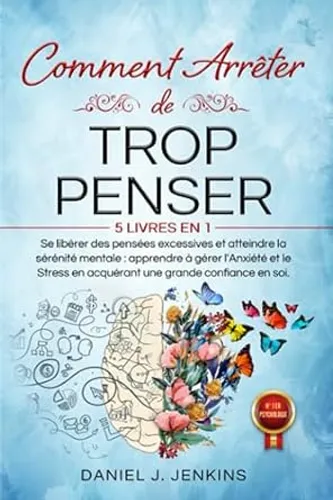 Comment Arrêter
de
TROP
PENSER
5 LIVRES EN 1
Se libérer des pensées excessives et atteindre la
sérénité mentale : apprendre à gérer l'Anxiété et le
Stress en acquérant une grande confiance en soi.
N° 1 EN
PSYCHOLOGIE
DANIEL J. JENKINS